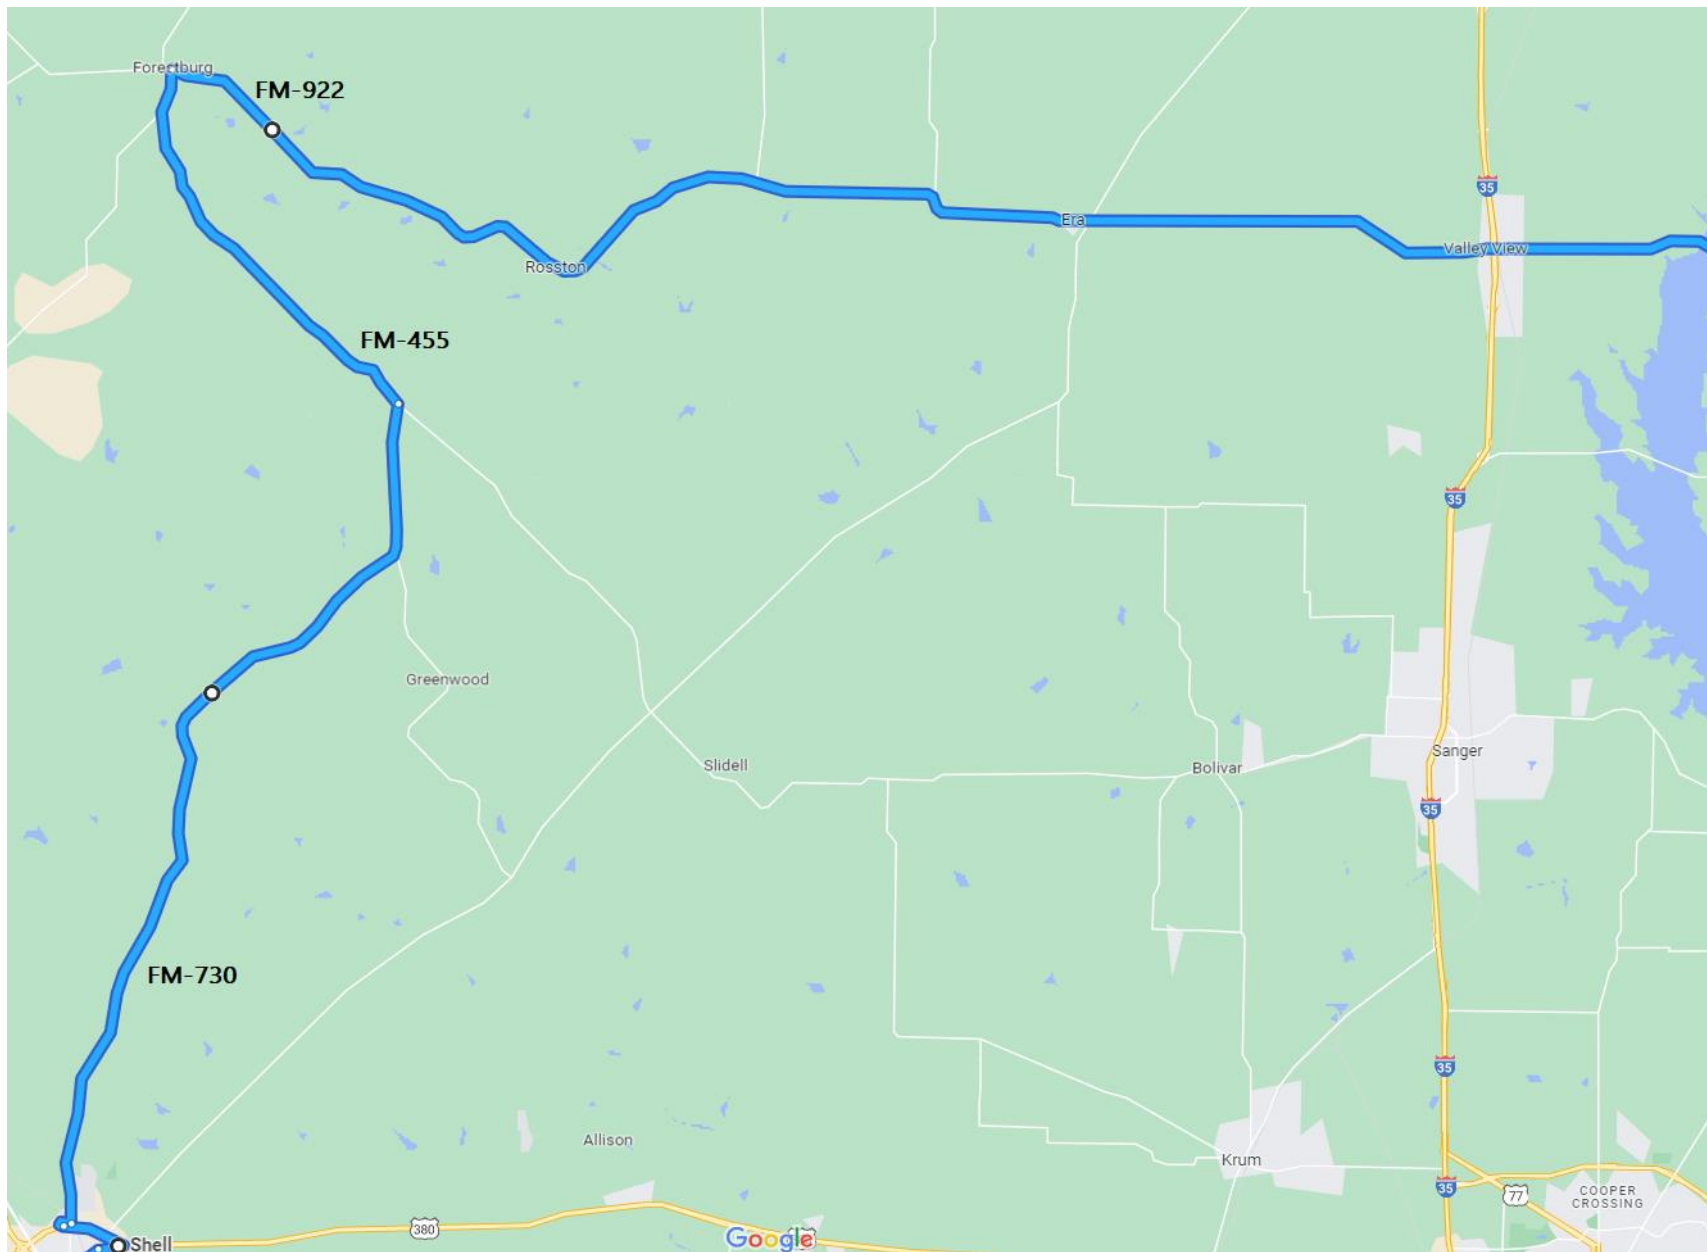 Forestburg
FM-922
35
Era
Valley View
Rosston
FM-455
35
Greenwood
Slidell
Bolivar
Sanger
35
FM-730
35
Allison
Krum
35
77
COOPER
CROSSING
380
Google
Shell